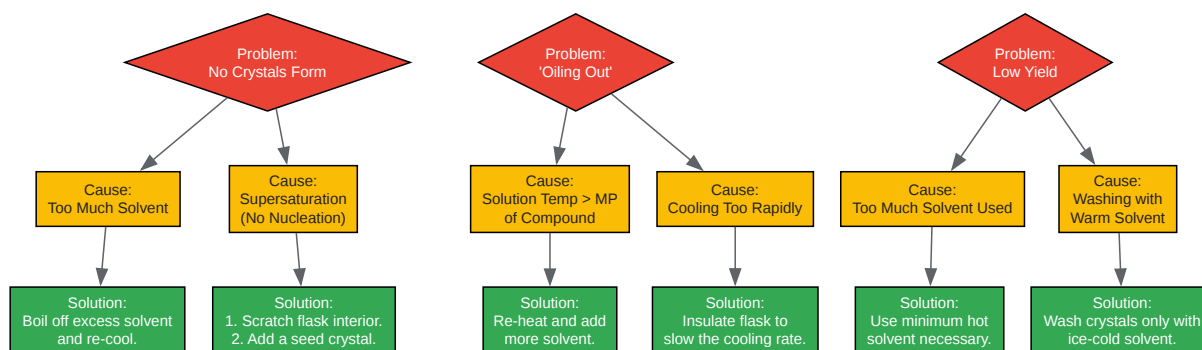 Problem:
No Crystals Form
Problem:
'Oiling Out'
Problem:
Low Yield
Cause:
Too Much Solvent
Cause:
Supersaturation
(No Nucleation)
Cause:
Solution Temp > MP
of Compound
Cause:
Cooling Too Rapidly
Cause:
Too Much Solvent Used
Cause:
Washing with
Warm Solvent
Solution:
Boil off excess solvent
and re-cool.
Solution:
1. Scratch flask interior.
2. Add a seed crystal.
Solution:
Re-heat and add
more solvent.
Solution:
Insulate flask to
slow the cooling rate.
Solution:
Use minimum hot
solvent necessary.
Solution:
Wash crystals only with
ice-cold solvent.